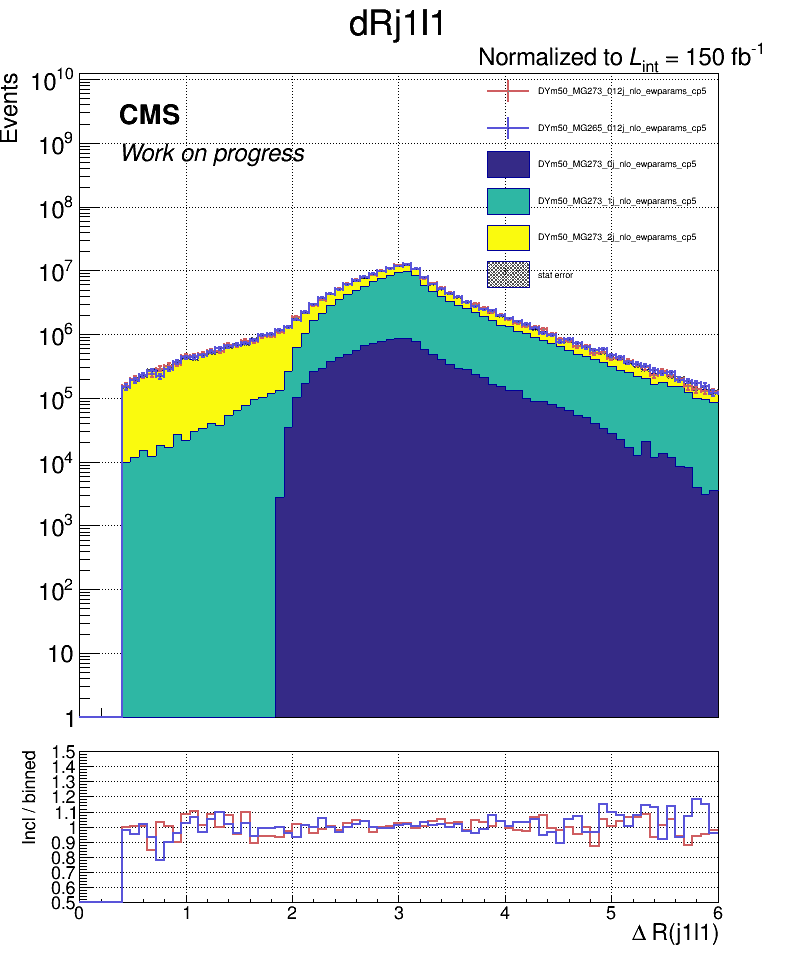 dRj1l1
Normalized to L_int = 150 fb^-1
Events
CMS
Work on progress
DYm50_MG273_012j_nlo_ewparams_cp5
DYm50_MG265_012j_nlo_ewparams_cp5
DYm50_MG273_0j_nlo_ewparams_cp5
DYm50_MG273_1j_nlo_ewparams_cp5
DYm50_MG273_2j_nlo_ewparams_cp5
stat error
10^10
10^9
10^8
10^7
10^6
10^5
10^4
10^3
10^2
10
1
Incl / binned
1.5
1.4
1.3
1.2
1.1
1
0.9
0.8
0.7
0.6
0.5
0 1 2 3 4 5 6
Δ R(j1l1)